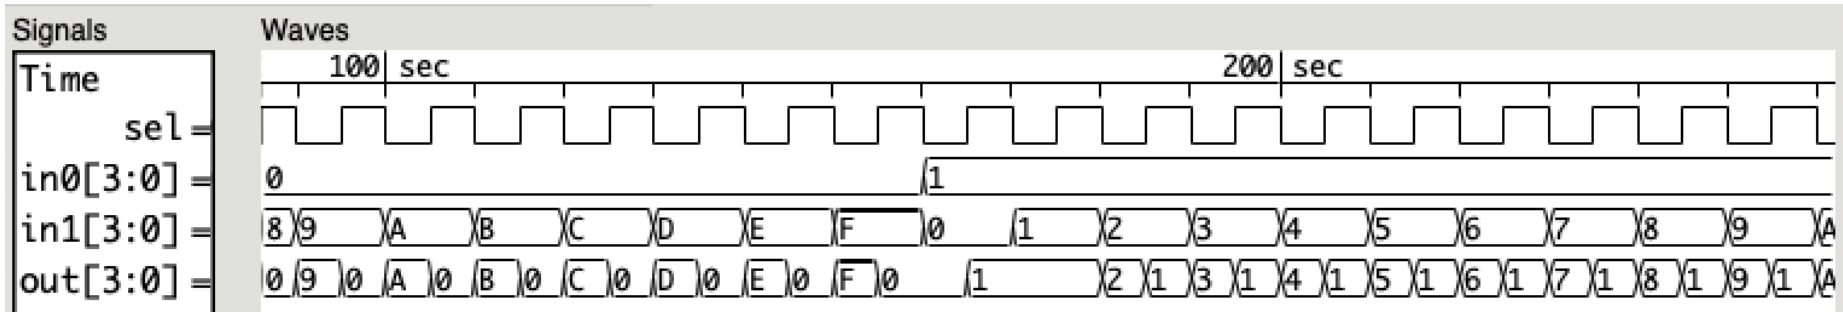 Signals Waves
Time 100 sec 200 sec
sel=
in0[3:0]= 0 1
in1[3:0]= 8 9 A B C D E F 0 1 2 3 4 5 6 7 8 9 A
out[3:0]= 0 9 0 A 0 B 0 C 0 D 0 E 0 F 0 1 2 1 3 1 4 1 5 1 6 1 7 1 8 1 9 1 A